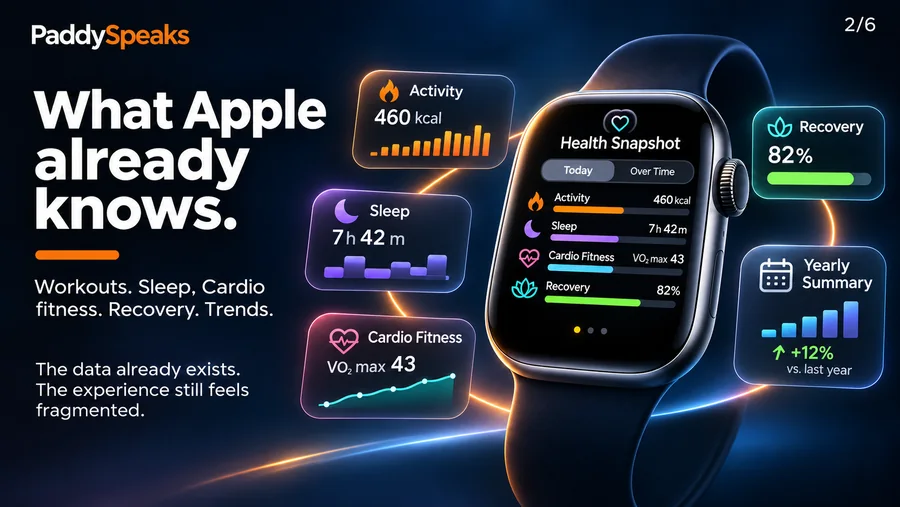 PaddySpeaks
2/6
What Apple
already
knows.
Workouts. Sleep, Cardio
fitness. Recovery. Trends.
The data already exists.
The experience still feels
fragmented.
Activity
460 kcal
Sleep
7 h 42 m
Cardio Fitness
VO₂ max 43
Health Snapshot
Today
Over Time
Activity 460 kcal
Sleep 7h 42m
Cardio Fitness VO₂ max 43
Recovery 82%
Recovery
82%
Yearly
Summary
+12%
vs. last year